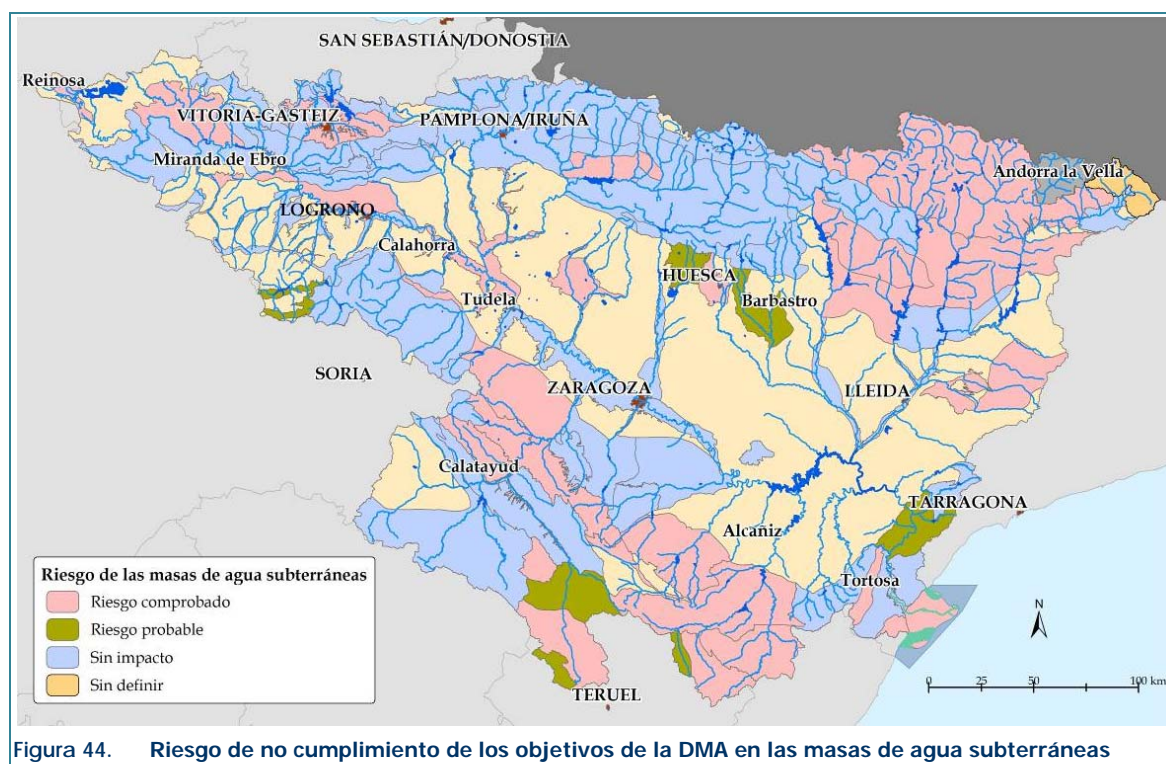 SAN SEBASTIÁN/DONOSTIA
Reinosa
VITORIA-GASTEIZ
PAMPLONA/IRUÑA
Miranda de Ebro
Andorra la Vella
LOGROÑO
Calahorra
HUESCA
Barbastro
Tudela
SORIA
ZARAGOZA
LLEIDA
Calatayud
TARRAGONA
Alcañiz
Tortosa
TERUEL
Riesgo de las masas de agua subterráneas
Riesgo comprobado
Riesgo probable
Sin impacto
Sin definir
N
0 25 50 100 km
Figura 44. Riesgo de no cumplimiento de los objetivos de la DMA en las masas de agua subterráneas